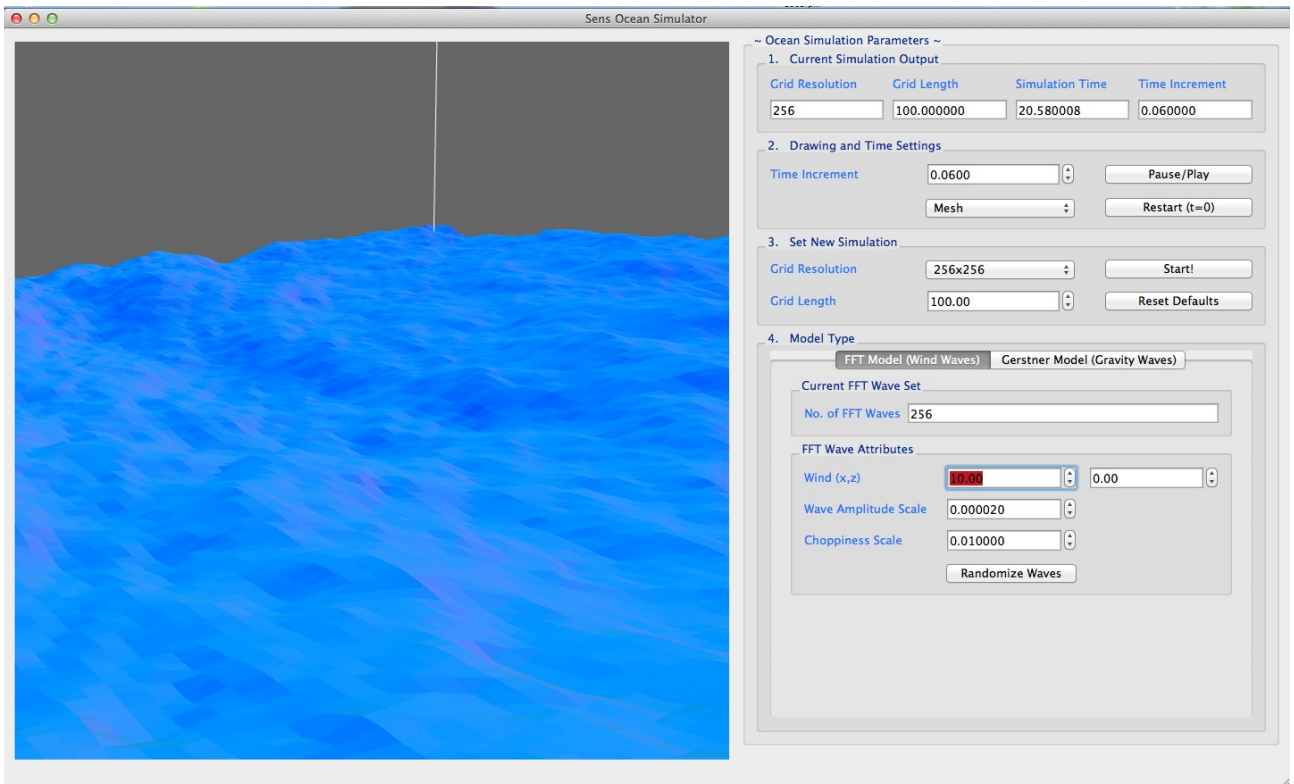 Sens Ocean Simulator
~ Ocean Simulation Parameters ~
1. Current Simulation Output
Grid Resolution Grid Length Simulation Time Time Increment
256 100.000000 20.580008 0.060000
2. Drawing and Time Settings
Time Increment 0.0600 Pause/Play
Mesh Restart (t=0)
3. Set New Simulation
Grid Resolution 256x256 Start!
Grid Length 100.00 Reset Defaults
4. Model Type
FFT Model (Wind Waves) Gerstner Model (Gravity Waves)
Current FFT Wave Set
No. of FFT Waves 256
FFT Wave Attributes
Wind (x,z) 10.00 0.00
Wave Amplitude Scale 0.000020
Choppiness Scale 0.010000
Randomize Waves